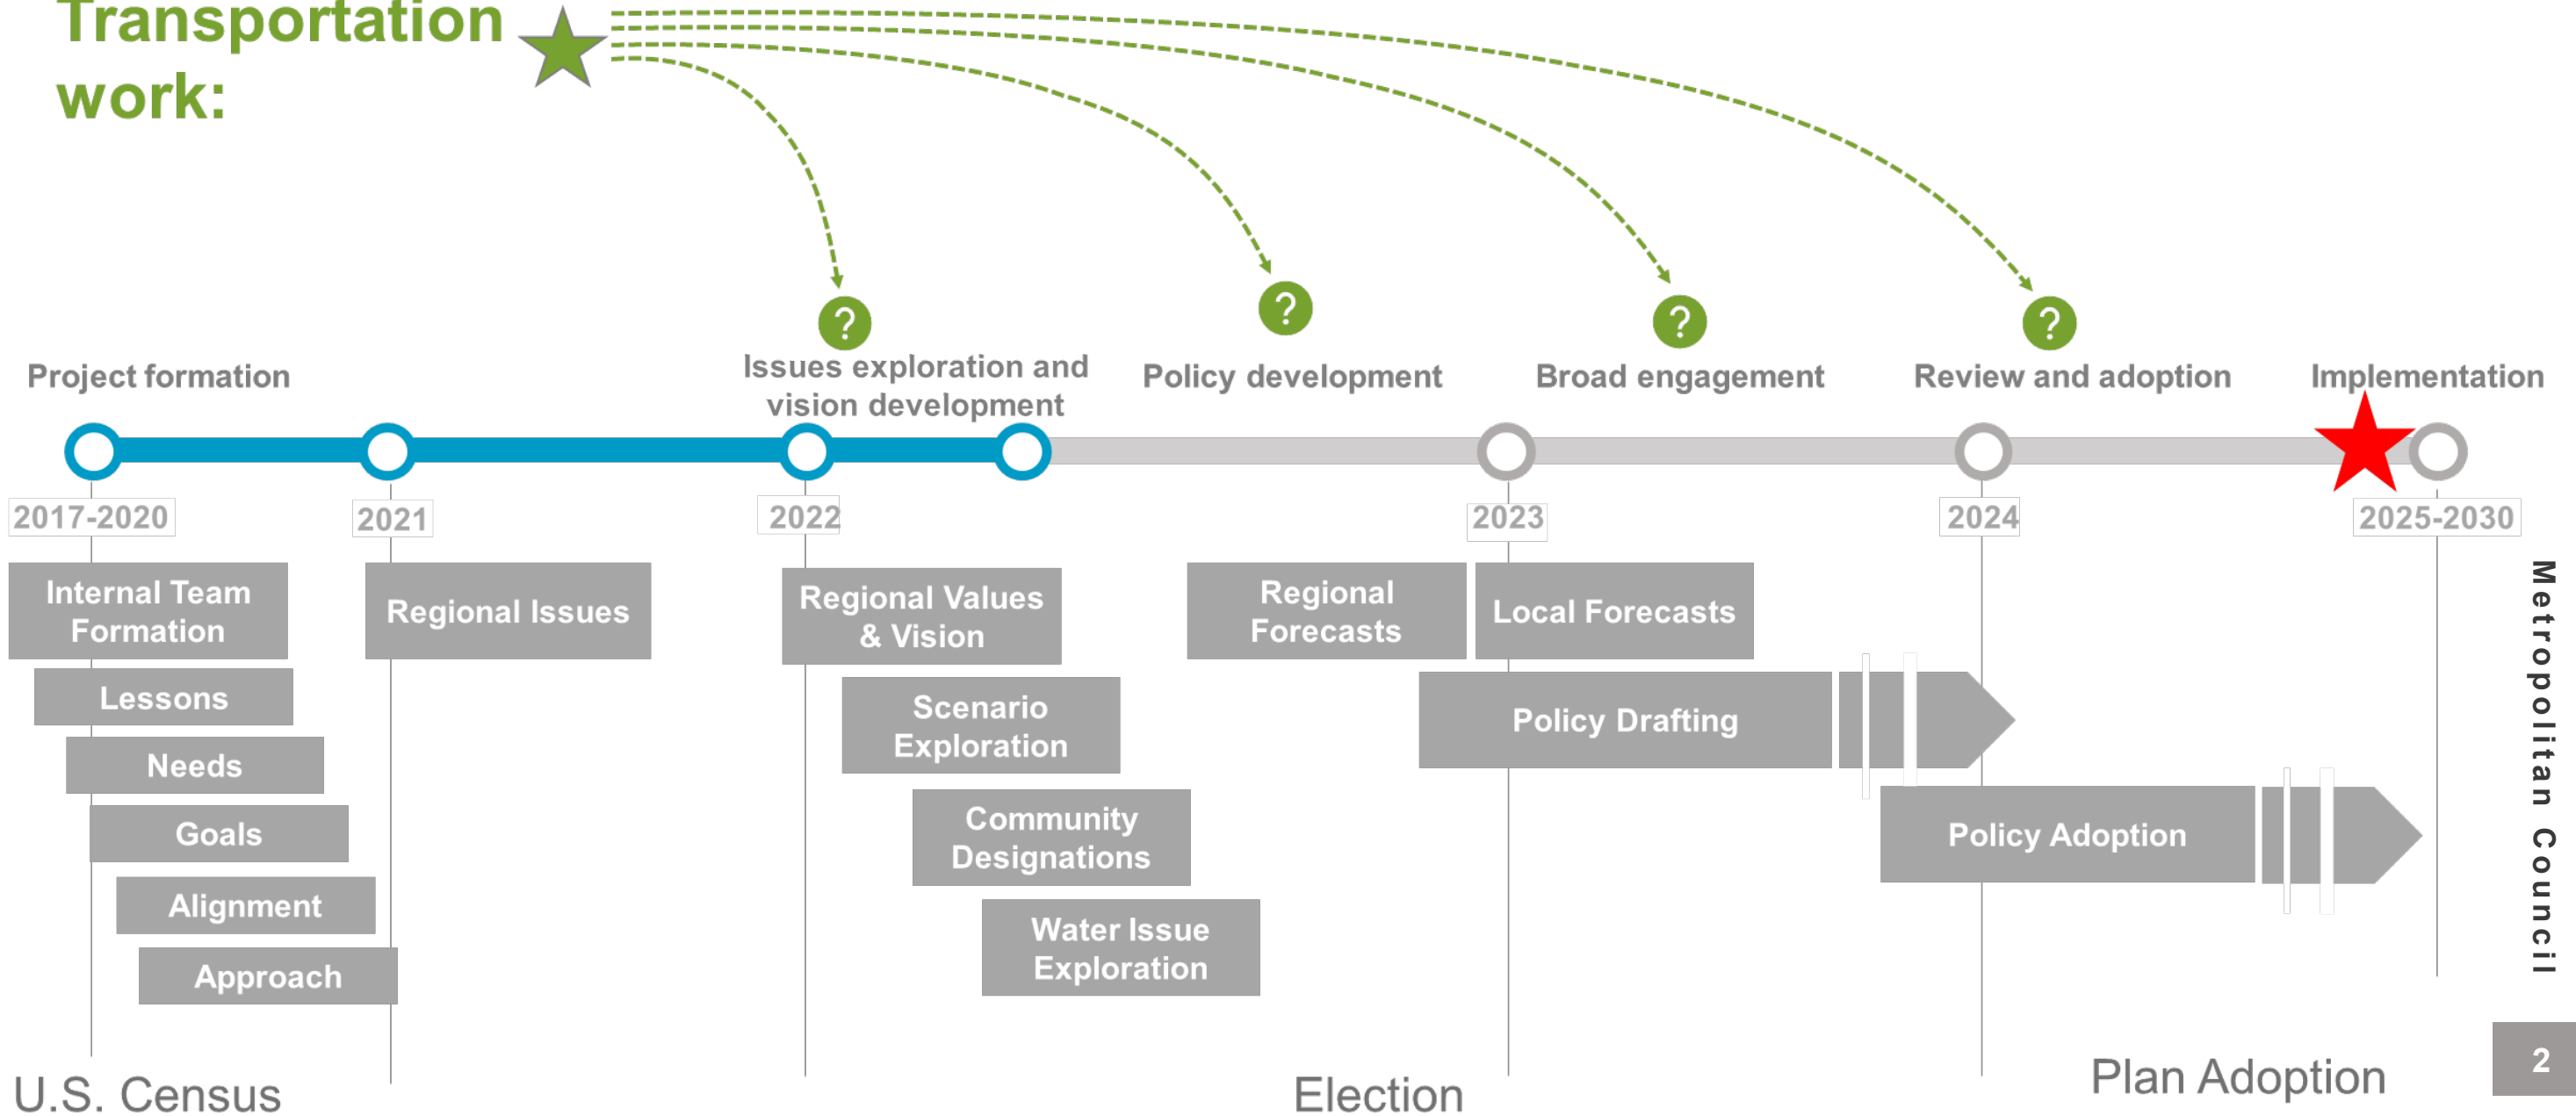 Transportation
work:
?
?
?
?
Project formation
Issues exploration and
vision development
Policy development
Broad engagement
Review and adoption
Implementation
2017-2020
2021
2022
2023
2024
2025-2030
Internal Team
Formation
Lessons
Needs
Goals
Alignment
Approach
Regional Issues
Regional Values
& Vision
Scenario
Exploration
Community
Designations
Water Issue
Exploration
Regional
Forecasts
Local Forecasts
Policy Drafting
Policy Adoption
Metropolitan Council
U.S. Census
Election
Plan Adoption
2